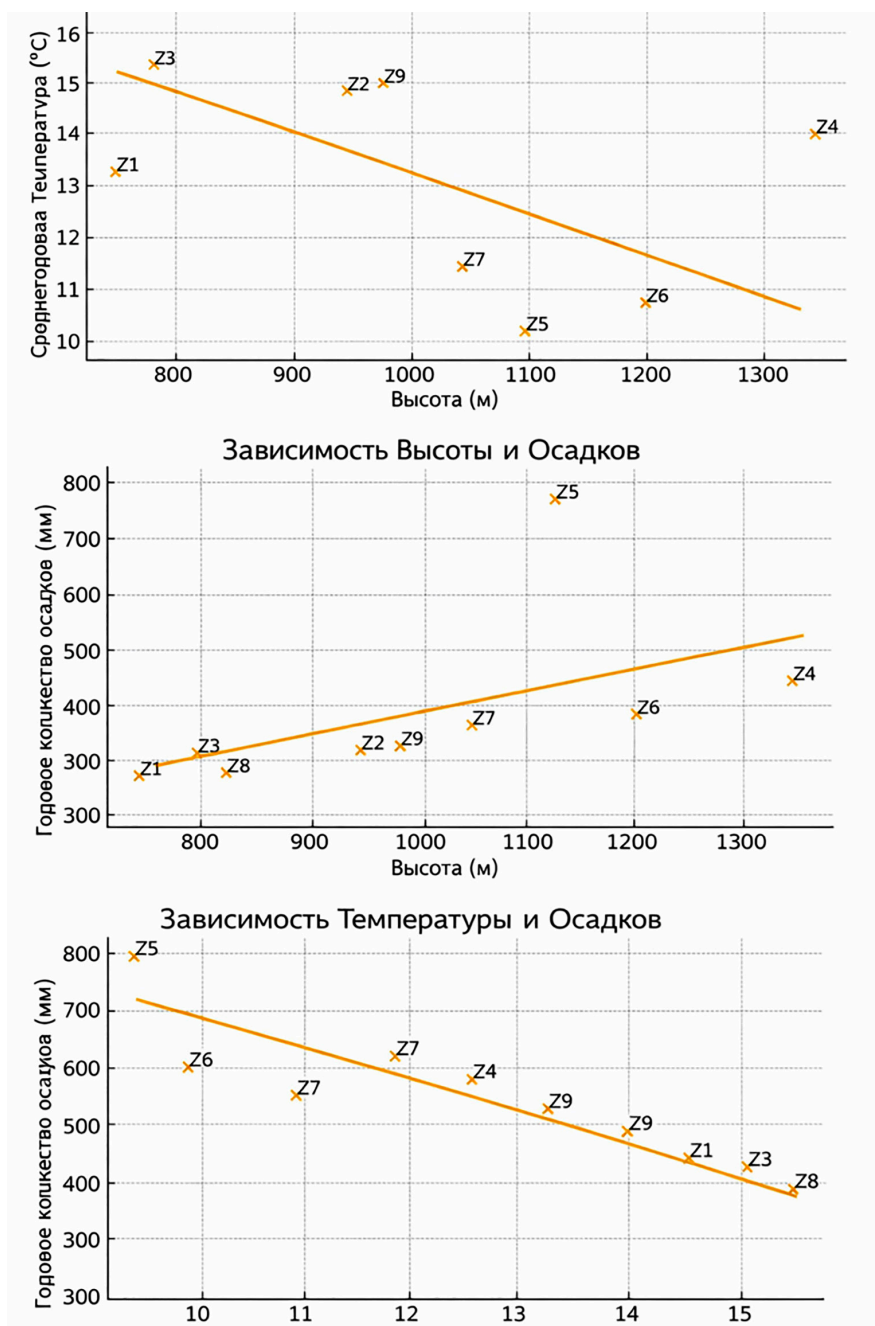 Сроднегодоваа Теипература (°C)
16
15
14
13
12
11
10
Z3
Z2
Z9
Z4
Z1
Z7
Z6
Z5
800 900 1000 1100 1200 1300
Высота (м)
Зависимость Высоты и Осадков
Годовое копикество осадков (мм)
800
700
600
500
400
300
300
Z5
Z4
Z6
Z7
Z9
Z2
Z3
Z8
Z1
800 900 1000 1100 1200 1300
Высота (м)
Зависимость Температуры и Осадков
Годовое копикество осадков (мм)
800
700
600
500
400
300
300
Z5
Z6
Z7
Z7
Z4
Z9
Z9
Z1
Z3
Z8
10 11 12 13 14 15